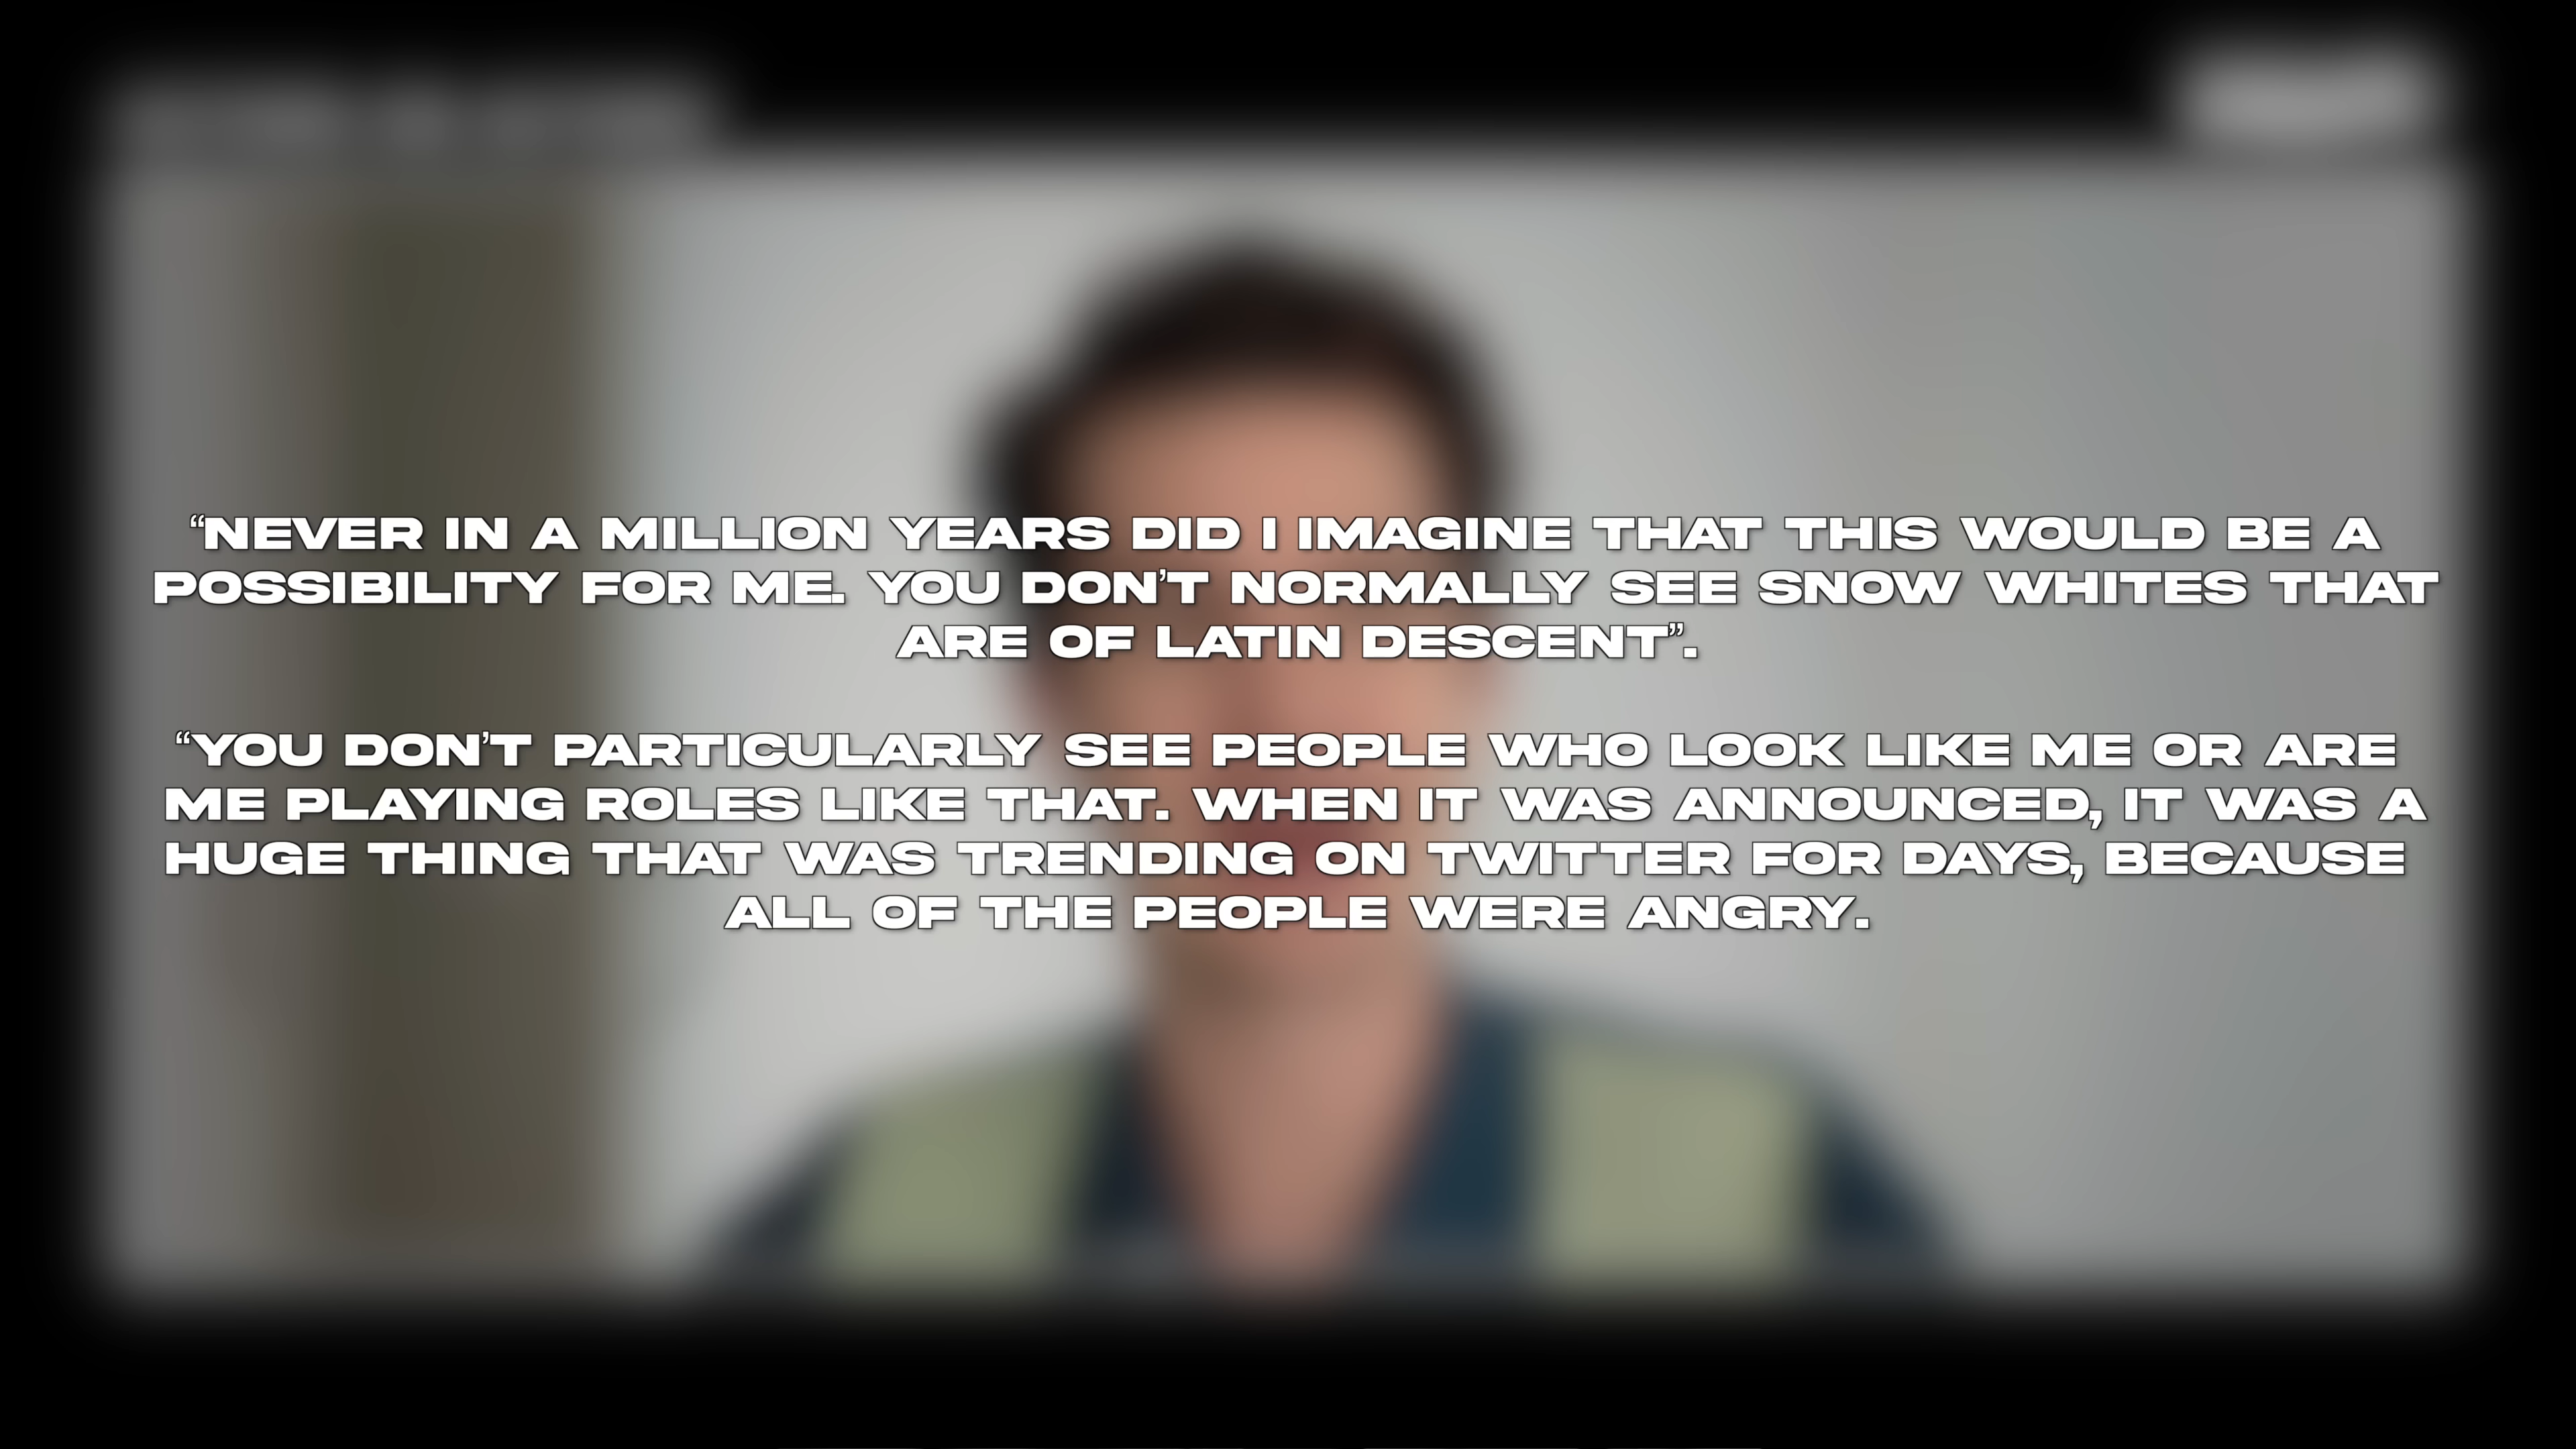 “NEVER IN A MILLION YEARS DID I IMAGINE THAT THIS WOULD BE A
POSSIBILITY FOR ME. YOU DON’T NORMALLY SEE SNOW WHITES THAT
ARE OF LATIN DESCENT”.
“YOU DON’T PARTICULARLY SEE PEOPLE WHO LOOK LIKE ME OR ARE
ME PLAYING ROLES LIKE THAT. WHEN IT WAS ANNOUNCED, IT WAS A
HUGE THING THAT WAS TRENDING ON TWITTER FOR DAYS, BECAUSE
ALL OF THE PEOPLE WERE ANGRY.